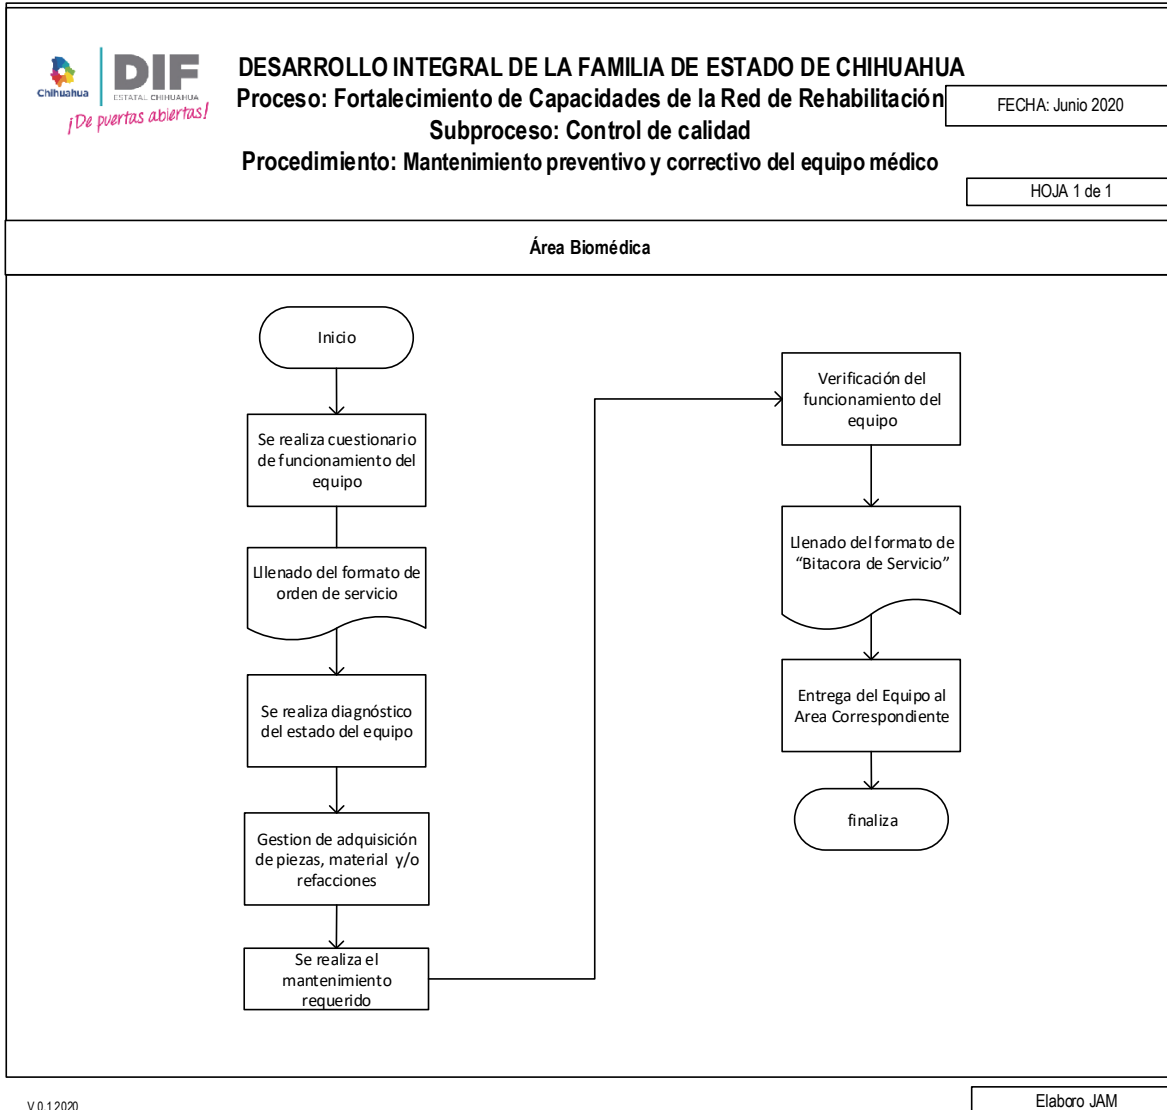 Chihuahua
DIF
ESTATAL CHIHUAHUA
¡De puertas abiertas!
DESARROLLO INTEGRAL DE LA FAMILIA DE ESTADO DE CHIHUAHUA
Proceso: Fortalecimiento de Capacidades de la Red de Rehabilitación
Subproceso: Control de calidad
Procedimiento: Mantenimiento preventivo y correctivo del equipo médico
FECHA: Junio 2020
HOJA 1 de 1
Área Biomédica
Inicio
Se realiza cuestionario
de funcionamiento del
equipo
Lllenado del formato de
orden de servicio
Se realiza diagnóstico
del estado del equipo
Gestion de adquisición
de piezas, material y/o
refacciones
Se realiza el
mantenimiento
requerido
Verificación del
funcionamiento del
equipo
Llenado del formato de
“Bitacora de Servicio”
Entrega del Equipo al
Area Correspondiente
finaliza
V.0.1.2020
Elaboro JAM